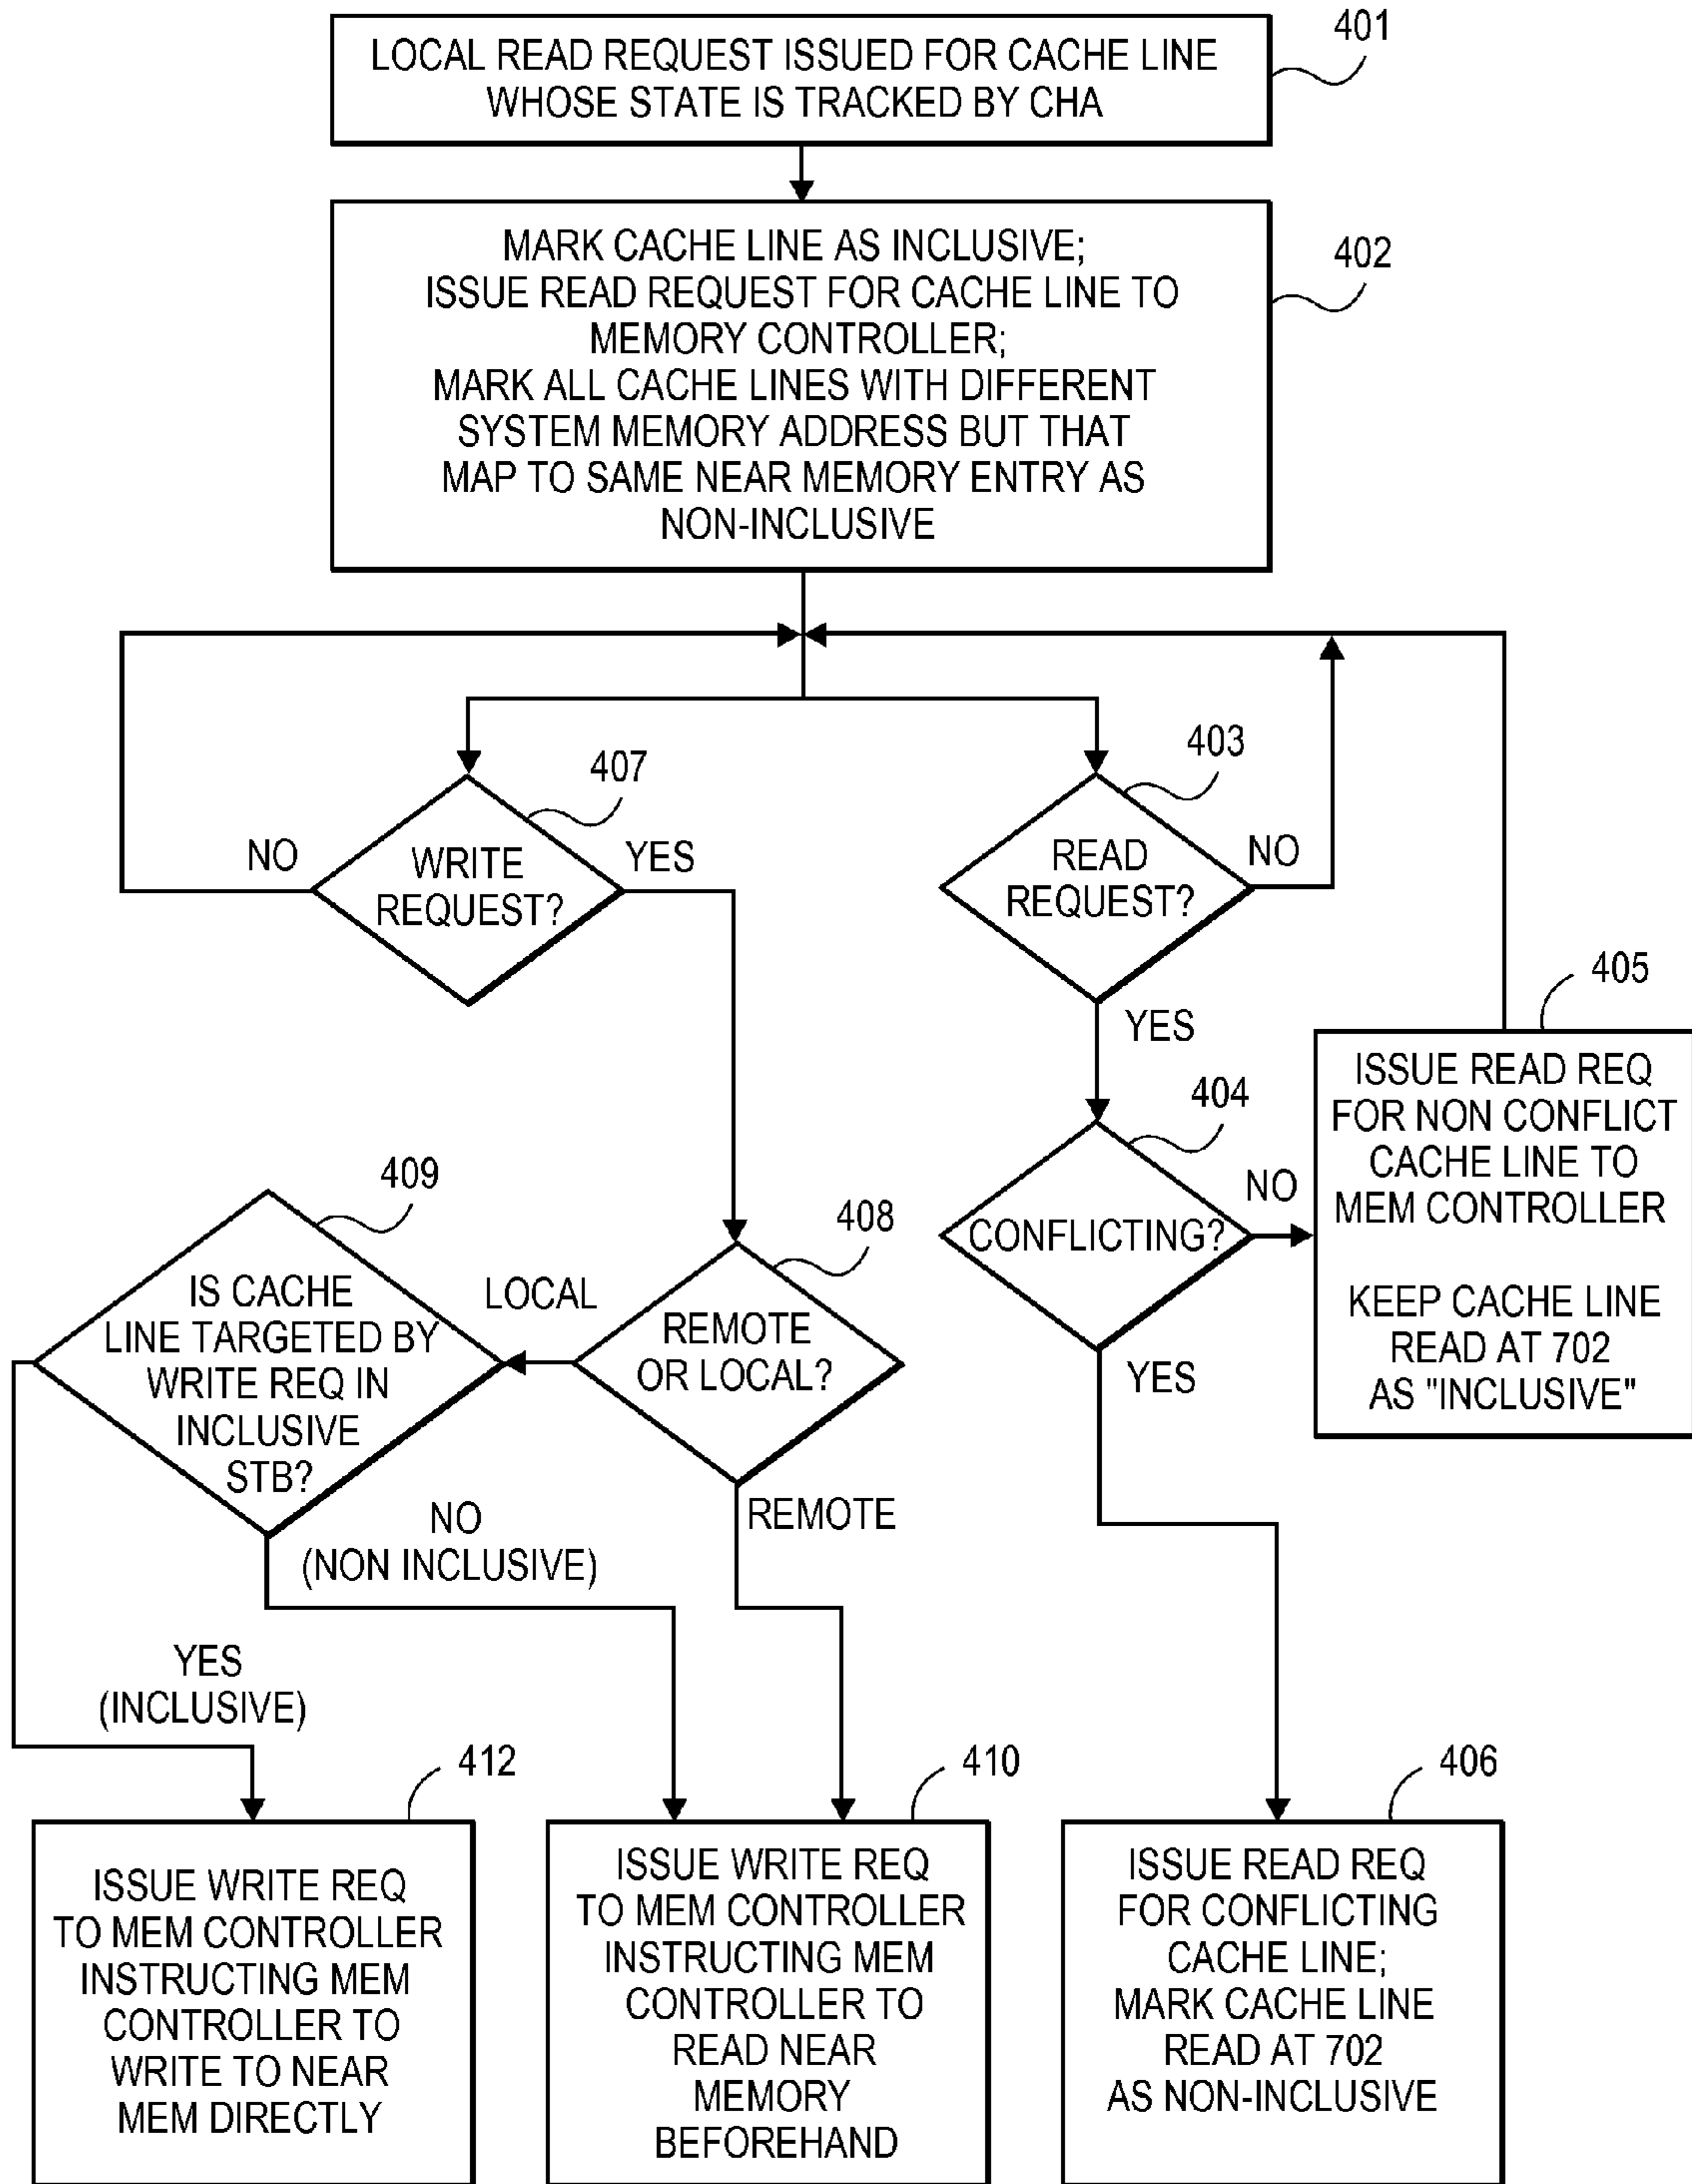 401
LOCAL READ REQUEST ISSUED FOR CACHE LINE
WHOSE STATE IS TRACKED BY CHA
402
MARK CACHE LINE AS INCLUSIVE;
ISSUE READ REQUEST FOR CACHE LINE TO
MEMORY CONTROLLER;
MARK ALL CACHE LINES WITH DIFFERENT
SYSTEM MEMORY ADDRESS BUT THAT
MAP TO SAME NEAR MEMORY ENTRY AS
NON-INCLUSIVE
407
NO
WRITE
REQUEST?
YES
403
READ
REQUEST?
NO
YES
405
ISSUE READ REQ
FOR NON CONFLICT
CACHE LINE TO
MEM CONTROLLER
KEEP CACHE LINE
READ AT 702
AS "INCLUSIVE"
404
CONFLICTING?
NO
YES
409
IS CACHE
LINE TARGETED BY
WRITE REQ IN
INCLUSIVE
STB?
LOCAL
408
REMOTE
OR LOCAL?
REMOTE
NO
(NON INCLUSIVE)
YES
(INCLUSIVE)
412
ISSUE WRITE REQ
TO MEM CONTROLLER
INSTRUCTING MEM
CONTROLLER TO
WRITE TO NEAR
MEM DIRECTLY
410
ISSUE WRITE REQ
TO MEM CONTROLLER
INSTRUCTING MEM
CONTROLLER TO
READ NEAR
MEMORY
BEFOREHAND
406
ISSUE READ REQ
FOR CONFLICTING
CACHE LINE;
MARK CACHE LINE
READ AT 702
AS NON-INCLUSIVE